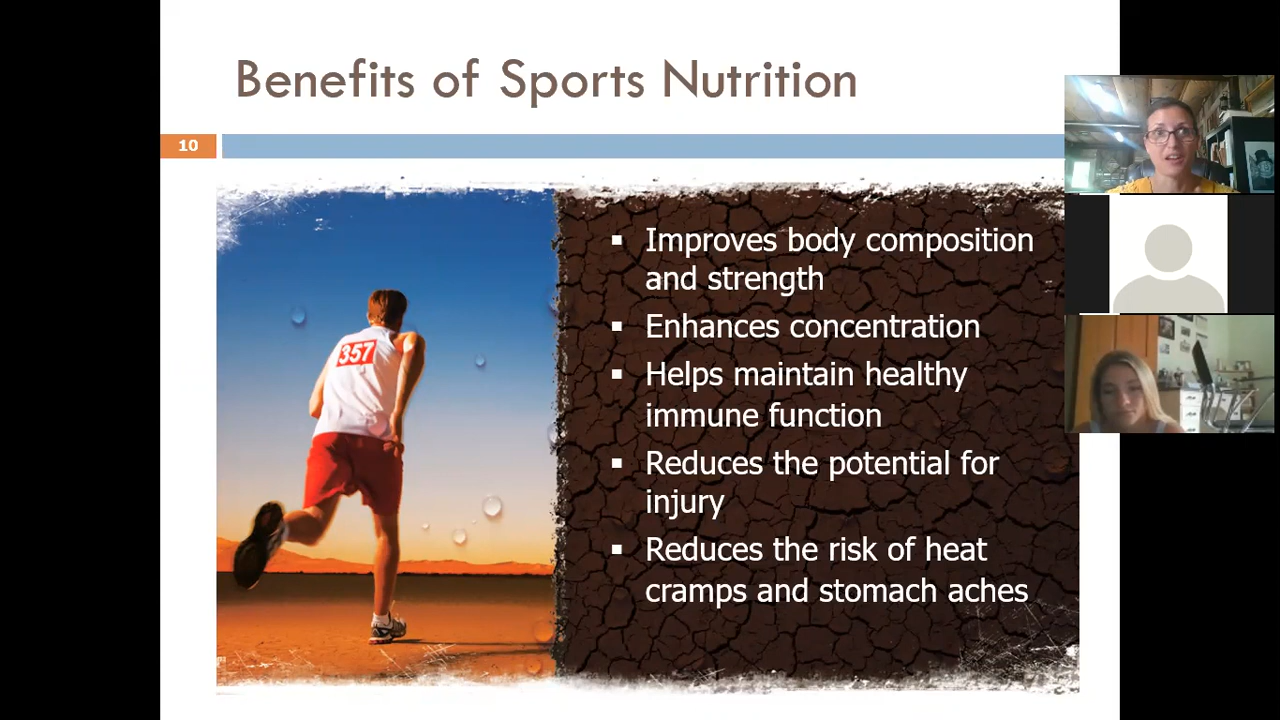 Benefits of Sports Nutrition
10
357
▪ Improves body composition
and strength
▪ Enhances concentration
▪ Helps maintain healthy
immune function
▪ Reduces the potential for
injury
▪ Reduces the risk of heat
cramps and stomach aches